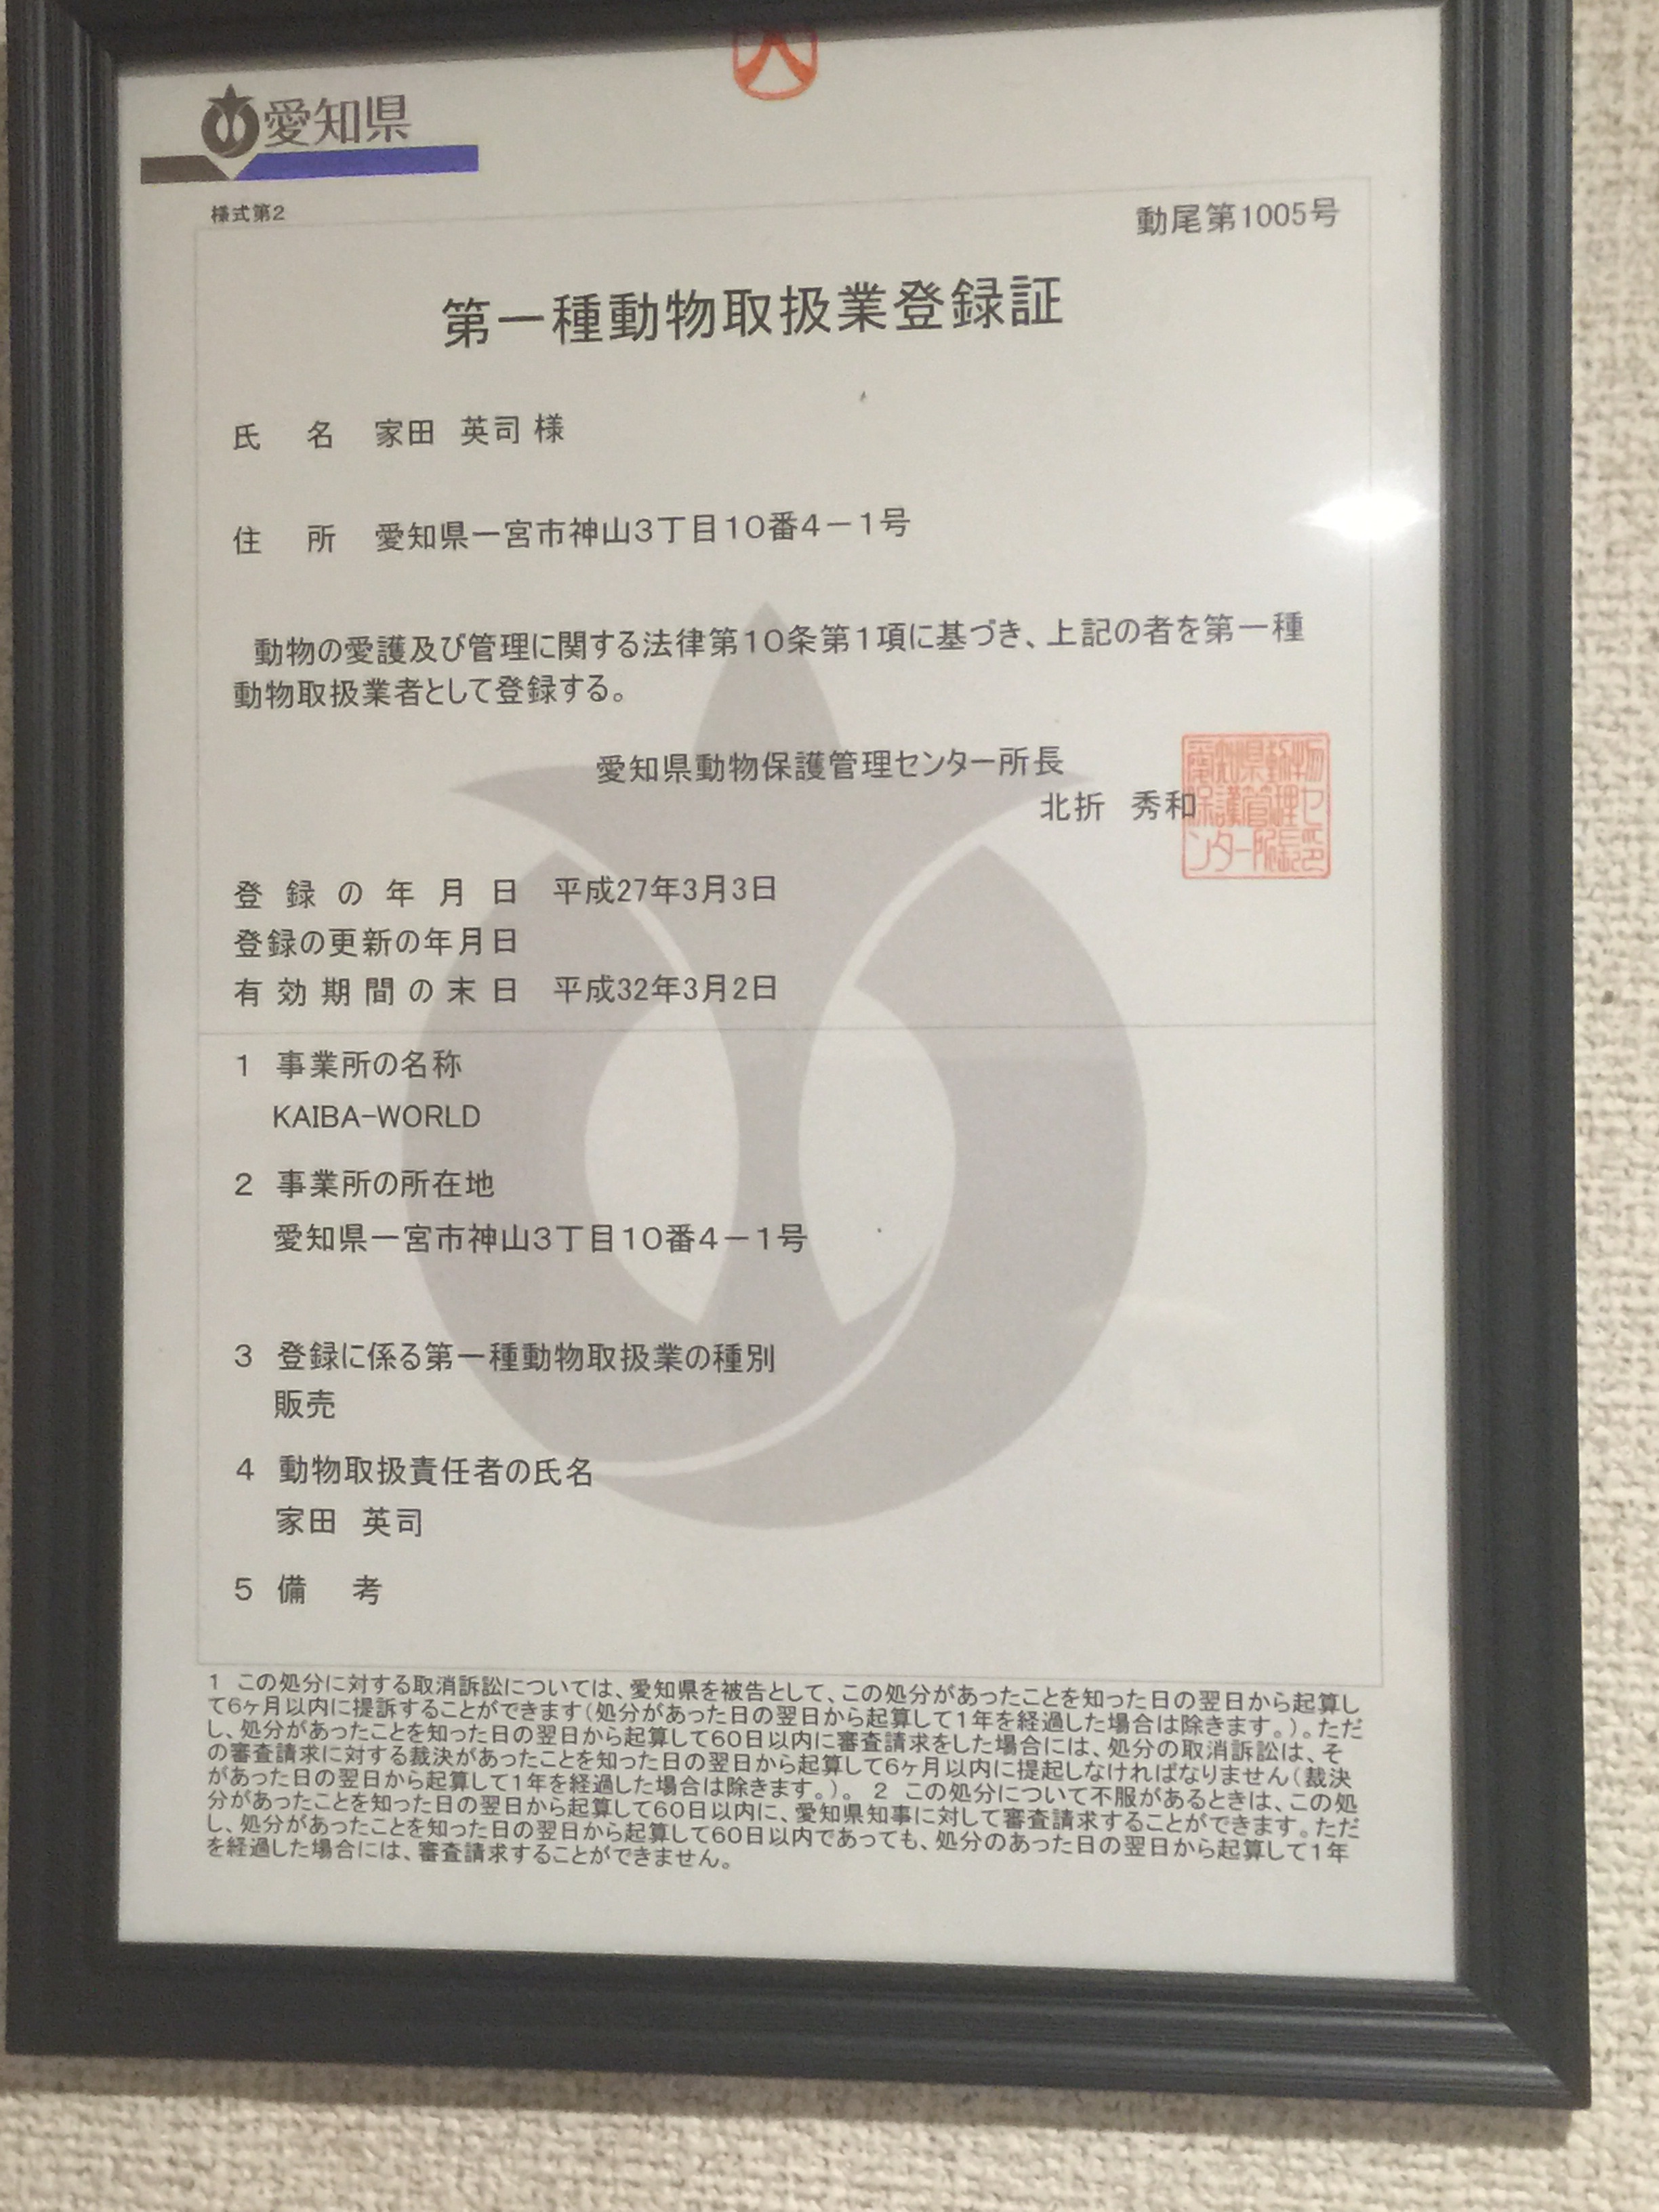 愛知県
様式第2
動尾第1005号
第一種動物取扱業登録証
氏 名 家田 英司 様
住 所 愛知県一宮市神山3丁目10番4-1号
動物の愛護及び管理に関する法律第10条第1項に基づき、上記の者を第一種
動物取扱業者として登録する。
愛知県動物保護管理センター所長
北折 秀和
愛知県動物
保護管理セ
ンター所長印
登録の年月日 平成27年3月3日
登録の更新の年月日
有効期間の末日 平成32年3月2日
1 事業所の名称
KAIBA-WORLD
2 事業所の所在地
愛知県一宮市神山3丁目10番4-1号
3 登録に係る第一種動物取扱業の種別
販売
4 動物取扱責任者の氏名
家田 英司
5 備 考
1 この処分に対する取消訴訟については、愛知県を被告として、この処分があったことを知った日の翌日から起算し
て6ヶ月以内に提訴することができます(処分があった日の翌日から起算して1年を経過した場合は除きます。)。ただ
し、処分があったことを知った日の翌日から起算して60日以内に審査請求をした場合には、処分の取消訴訟は、そ
の審査請求に対する裁決があったことを知った日の翌日から起算して6ヶ月以内に提起しなければなりません(裁決
があった日の翌日から起算して1年を経過した場合は除きます。)。 2 この処分について不服があるときは、この処
分があったことを知った日の翌日から起算して60日以内に、愛知県知事に対して審査請求することができます。ただ
し、処分があったことを知った日の翌日から起算して60日以内であっても、処分のあった日の翌日から起算して1年
を経過した場合には、審査請求することができません。